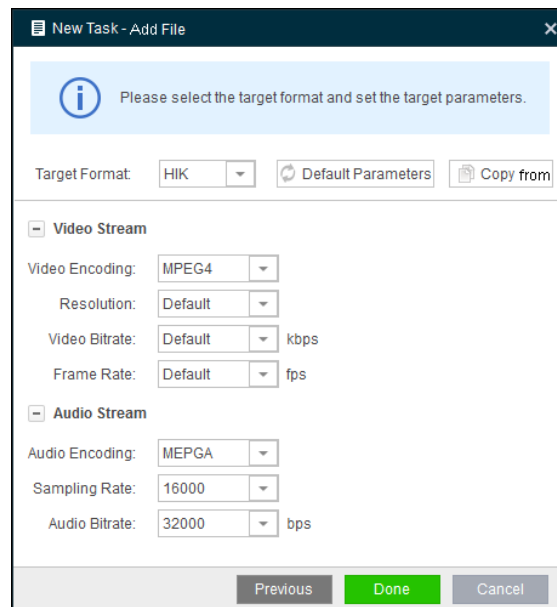 New Task - Add File
Please select the target format and set the target parameters.
Target Format: HIK Default Parameters Copy from
Video Stream
Video Encoding: MPEG4
Resolution: Default
Video Bitrate: Default kbps
Frame Rate: Default fps
Audio Stream
Audio Encoding: MEPGA
Sampling Rate: 16000
Audio Bitrate: 32000 bps
Previous Done Cancel